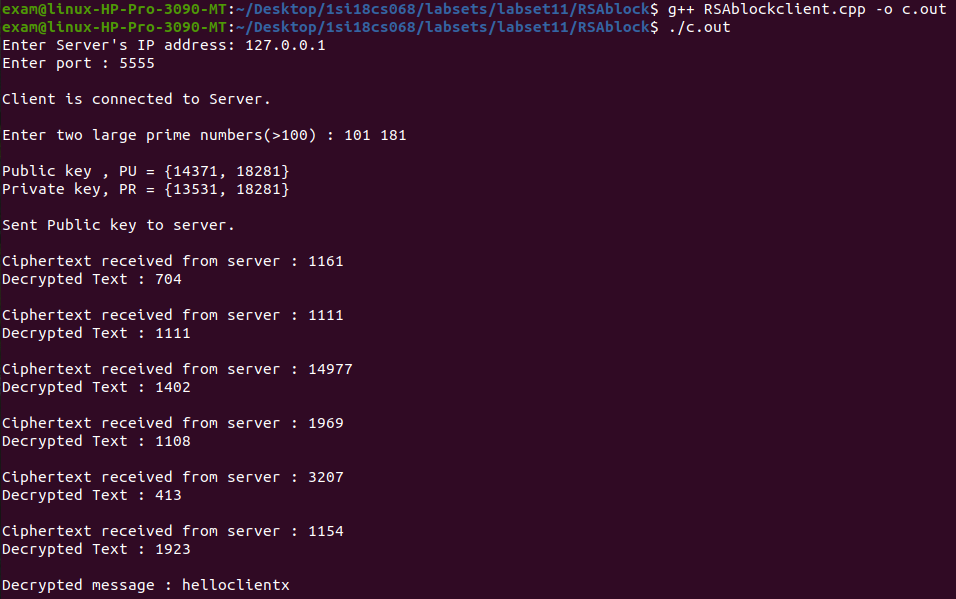 exam@linux-HP-Pro-3090-MT:~/Desktop/1si18cs068/labsets/labset11/RSAblock$ g++ RSAblockclient.cpp -o c.out
exam@linux-HP-Pro-3090-MT:~/Desktop/1si18cs068/labsets/labset11/RSAblock$ ./c.out
Enter Server's IP address: 127.0.0.1
Enter port : 5555
Client is connected to Server.
Enter two large prime numbers(>100) : 101 181
Public key , PU = {14371, 18281}
Private key, PR = {13531, 18281}
Sent Public key to server.
Ciphertext received from server : 1161
Decrypted Text : 704
Ciphertext received from server : 1111
Decrypted Text : 1111
Ciphertext received from server : 14977
Decrypted Text : 1402
Ciphertext received from server : 1969
Decrypted Text : 1108
Ciphertext received from server : 3207
Decrypted Text : 413
Ciphertext received from server : 1154
Decrypted Text : 1923
Decrypted message : helloclientx